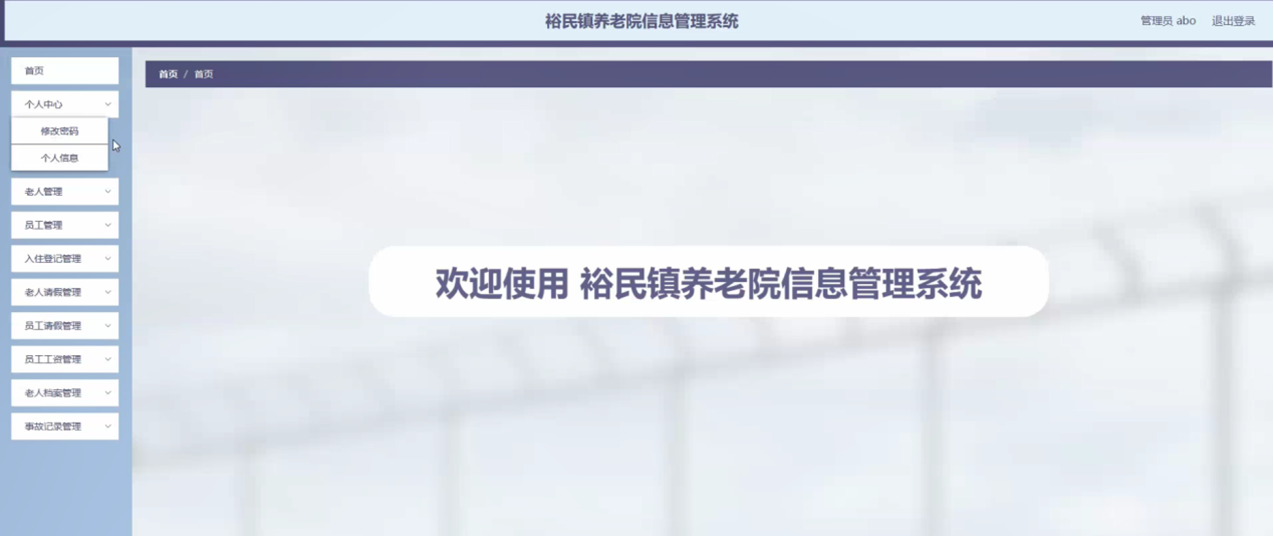 裕民镇养老院信息管理系统
管理员 abo 退出登录
首页
个人中心
修改密码
个人信息
老人管理
员工管理
入住登记管理
老人请假管理
员工请假管理
员工工资管理
老人档案管理
事故记录管理
首页 / 首页
欢迎使用 裕民镇养老院信息管理系统